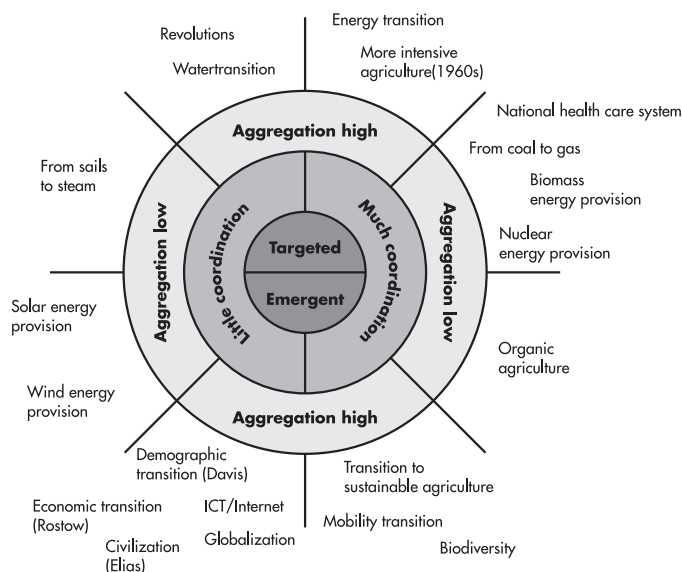 Revolutions
Watertransition
Energy transition
More intensive
agriculture(1960s)
National health care system
From coal to gas
Biomass
energy provision
Nuclear
energy provision
From sails
to steam
Aggregation high
Aggregation low
Little coordination
Targeted
Emergent
Much coordination
Aggregation low
Aggregation high
Solar energy
provision
Wind energy
provision
Organic
agriculture
Demographic
transition (Davis)
Economic transition
(Rostow)
ICT/Internet
Civilization
(Elias)
Globalization
Transition to
sustainable agriculture
Mobility transition
Biodiversity